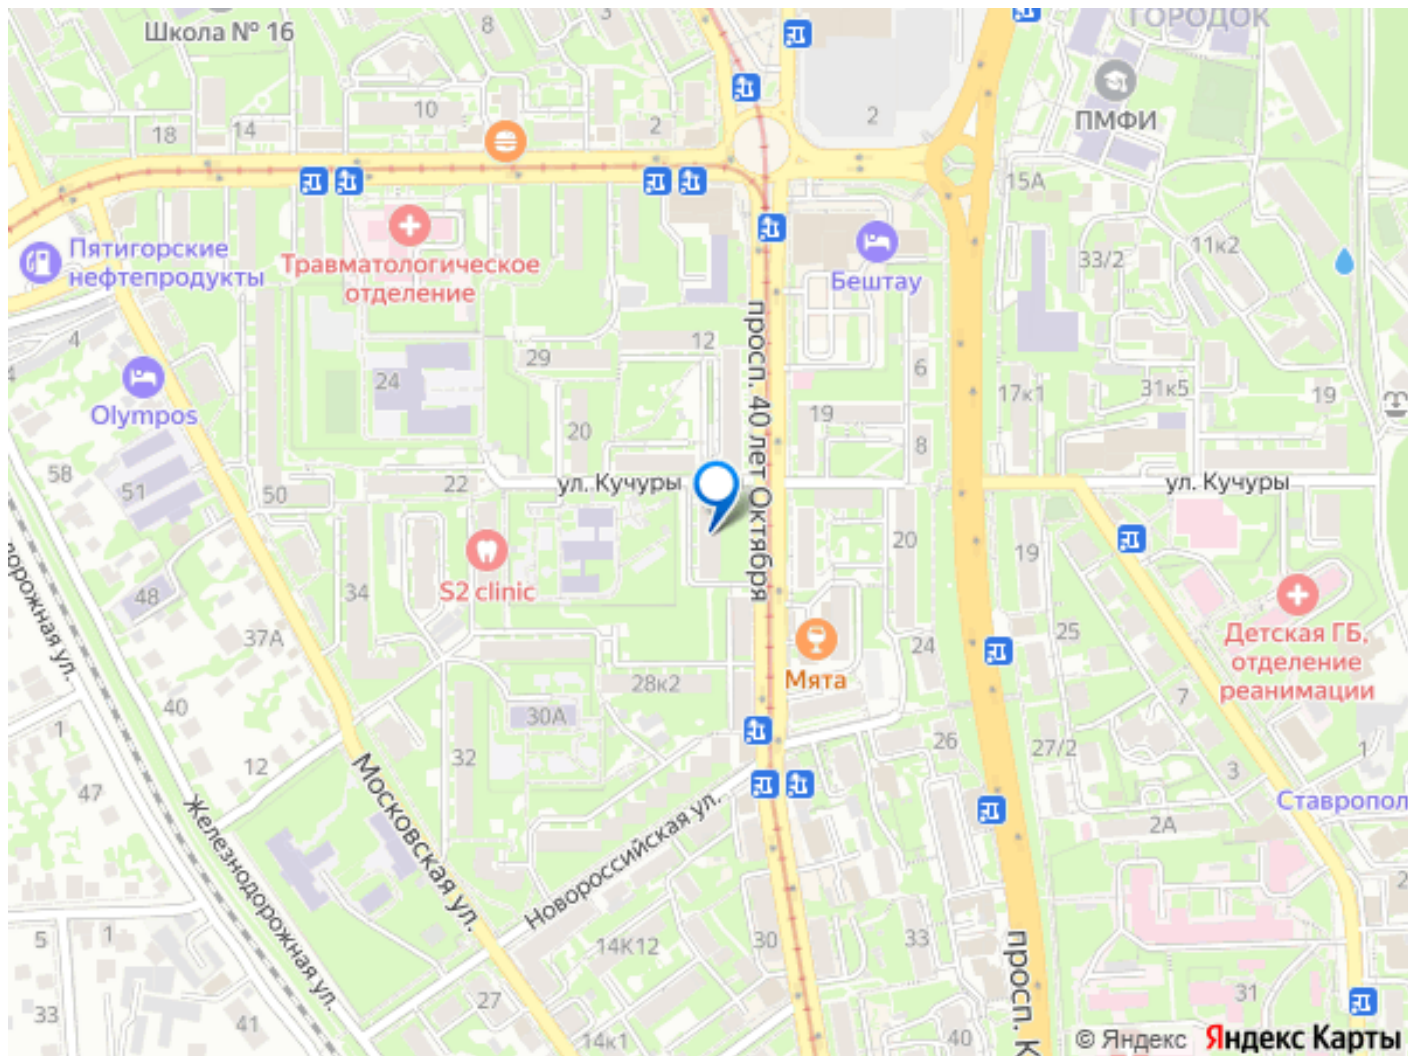 Школа № 16
8
3
ГОРОДОК
10
2
2
18
14
ПМФИ
15А
Пятигорские
нефтепродукты
Травматологическое
отделение
Бештау
33/2
11к2
4
просп. 40 лет Октября
12
29
24
6
17к1
31к5
19
Olympos
20
19
8
58
51
50
22
ул. Кучуры
ул. Кучуры
S2 clinic
20
19
34
48
37А
25
Детская ГБ,
отделение
реанимации
24
Мята
28к2
30А
7
40
1
12
32
26
27/2
3
1
47
Московская ул.
Железнодорожная ул.
Новороссийская ул.
Ставропол
2А
5
1
14К12
30
33
просп. К
33
41
27
14к1
40
31
© Яндекс Яндекс Карты